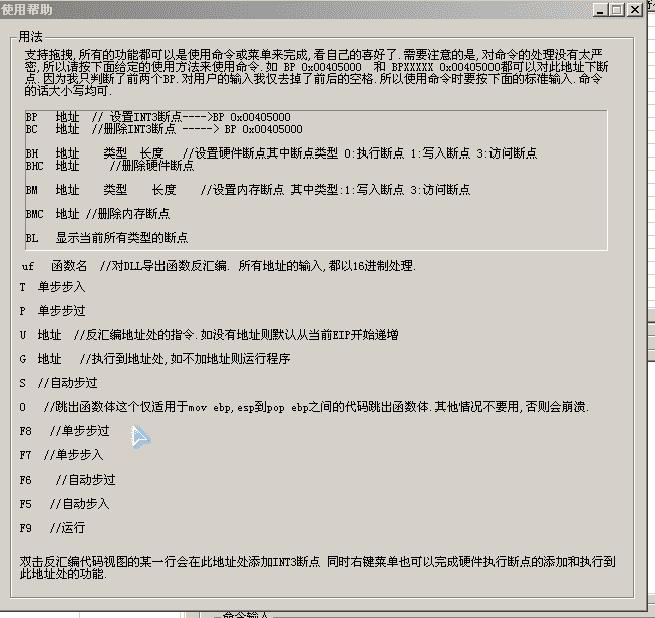 使用帮助
用法
支持拖拽,所有的功能都可以是使用命令或菜单来完成,看自己的喜好了.需要注意的是,对命令的处理没有太严
密,所以请按下面给定的使用方法来使用命令.如 BP 0x00405000 和 BPXXXXX 0x00405000都可以对此地址下断
点.因为我只判断了前两个BP.对用户的输入我仅去掉了前后的空格.所以使用命令时要按下面的标准输入.命令
的话大小写均可.
BP 地址 // 设置INT3断点---->BP 0x00405000
BC 地址 //删除INT3断点 -----> BP 0x00405000
BH 地址 类型 长度 //设置硬件断点其中断点类型 0:执行断点 1:写入断点 3:访问断点
BHC 地址 //删除硬件断点
BM 地址 类型 长度 //设置内存断点 其中类型:1:写入断点 3:访问断点
BMC 地址 //删除内存断点
BL 显示当前所有类型的断点
uf 函数名 //对DLL导出函数反汇编. 所有地址的输入,都以16进制处理.
T 单步步入
P 单步步过
U 地址 //反汇编地址处的指令.如没有地址则默认从当前EIP开始递增
G 地址 //执行到地址处,如不加地址则运行程序
S //自动步过
O //跳出函数体这个仅适用于mov ebp,esp到pop ebp之间的代码跳出函数体.其他情况不要用,否则会崩溃.
F8 //单步步过
F7 //单步步入
F6 //自动步过
F5 //自动步入
F9 //运行
双击反汇编代码视图的某一行会在此地址处添加INT3断点 同时右键菜单也可以完成硬件执行断点的添加和执行到
此地址处的功能.
命令输入